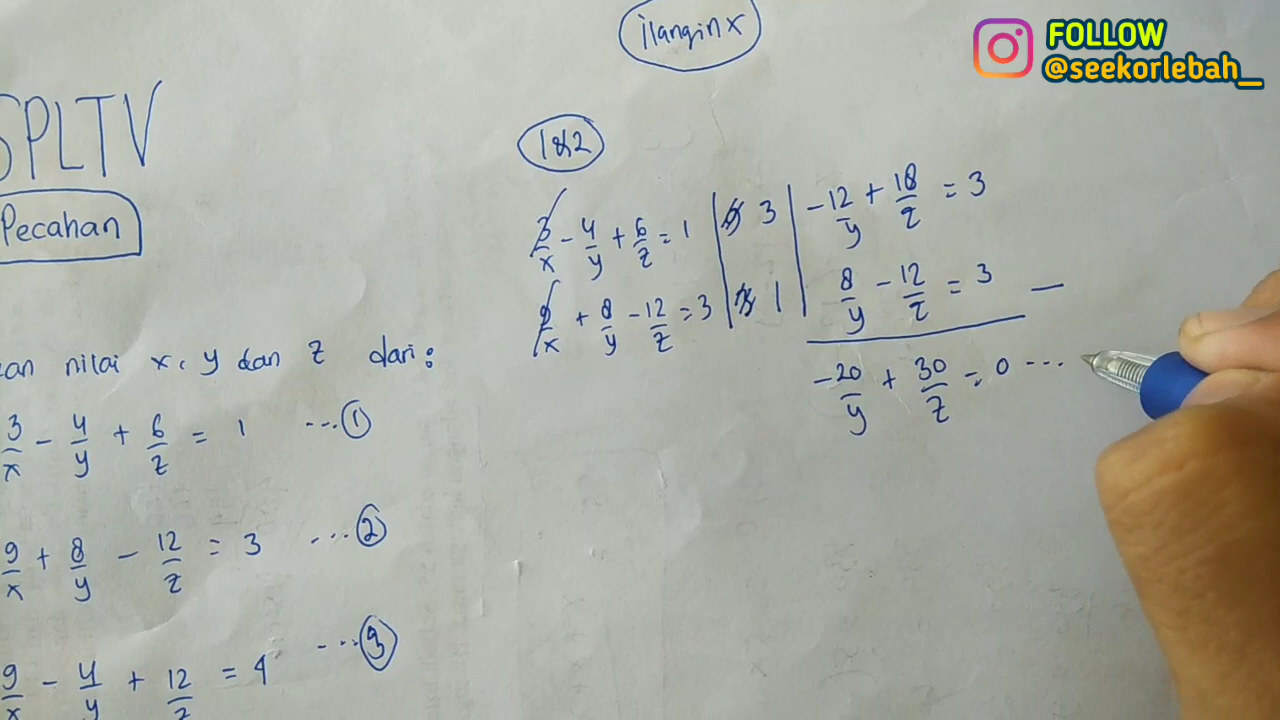 ilangin x
FOLLOW
@seekorlebah_
SPLTV
Pecahan
1&2
3/x - 4/y + 6/z = 1 | 9 3 | -12/y + 18/z = 3
9/x + 8/y - 12/z = 3 | 3 1 | 8/y - 12/z = 3 —
-20/y + 30/z = 0 ...
nilai x, y dan z dari:
3/x - 4/y + 6/z = 1 ... 1
9/x + 8/y - 12/z = 3 ... 2
9/x - 4/y + 12/z = 4 ... 3